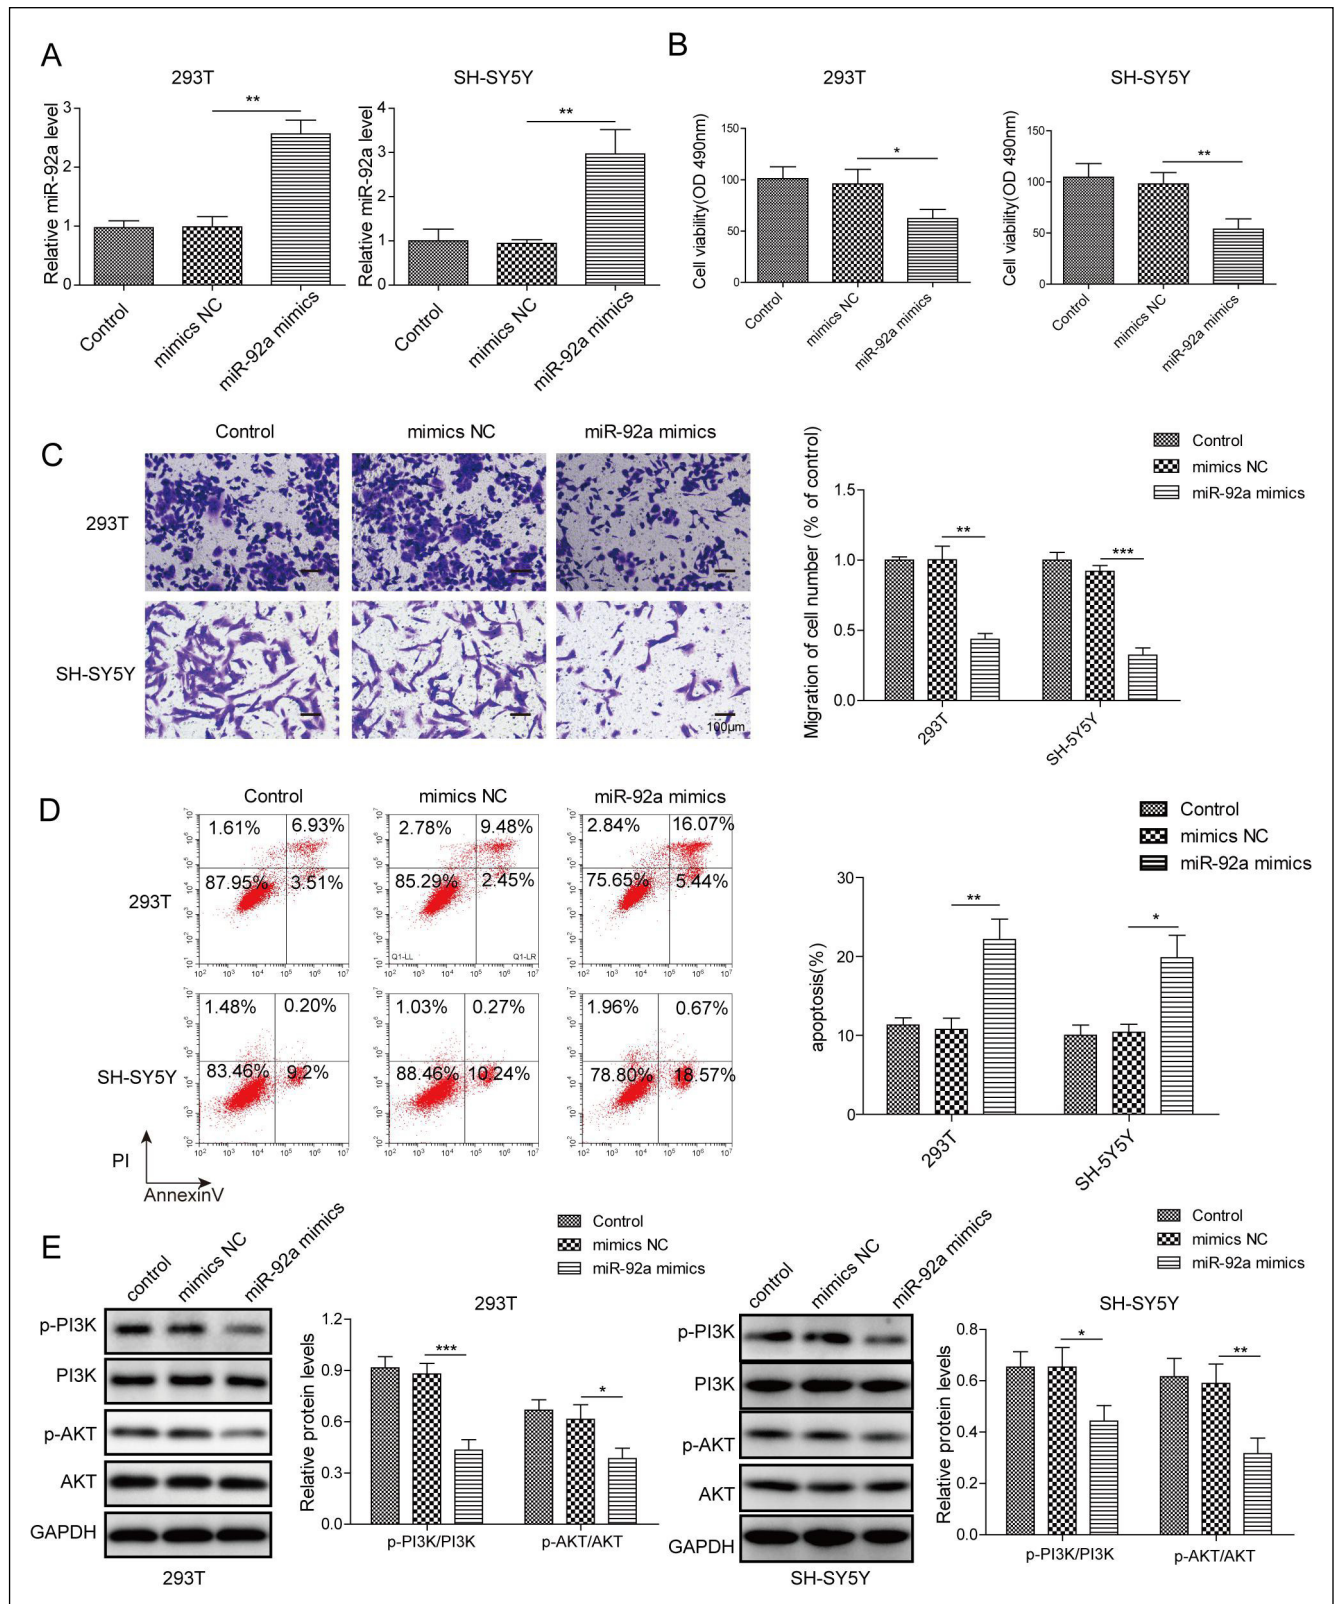 A
293T
SH-SY5Y
Relative miR-92a level
3
2
1
0
**
Control
mimics NC
miR-92a mimics
Relative miR-92a level
4
3
2
1
0
**
Control
mimics NC
miR-92a mimics
B
293T
SH-SY5Y
Cell viability(OD 490nm)
150
100
50
0
*
Control
mimics NC
miR-92a mimics
Cell viability(OD 490nm)
150
100
50
0
**
Control
mimics NC
miR-92a mimics
C
Control
mimics NC
miR-92a mimics
293T
SH-SY5Y
100μm
Control
mimics NC
miR-92a mimics
Migration of cell number (% of control)
1.5
1.0
0.5
0.0
**
***
293T
SH-5Y5Y
D
Control
mimics NC
miR-92a mimics
293T
1.61%
6.93%
87.95%
3.51%
2.78%
9.48%
85.29%
2.45%
Q1-LL
Q1-LR
2.84%
16.07%
75.65%
5.44%
SH-SY5Y
1.48%
0.20%
83.46%
9.2%
1.03%
0.27%
88.46%
10.24%
1.96%
0.67%
78.80%
18.57%
PI
AnnexinV
Control
mimics NC
miR-92a mimics
apoptosis(%)
30
20
10
0
**
*
293T
SH-5Y5Y
E
control
mimics NC
miR-92a mimics
p-PI3K
PI3K
p-AKT
AKT
GAPDH
293T
Control
mimics NC
miR-92a mimics
293T
Relative protein levels
1.2
0.9
0.6
0.3
0.0
***
*
p-PI3K/PI3K
p-AKT/AKT
control
mimics NC
miR-92a mimics
p-PI3K
PI3K
p-AKT
AKT
GAPDH
SH-SY5Y
Control
mimics NC
miR-92a mimics
SH-SY5Y
Relative protein levels
0.8
0.6
0.4
0.2
0.0
*
**
p-PI3K/PI3K
p-AKT/AKT